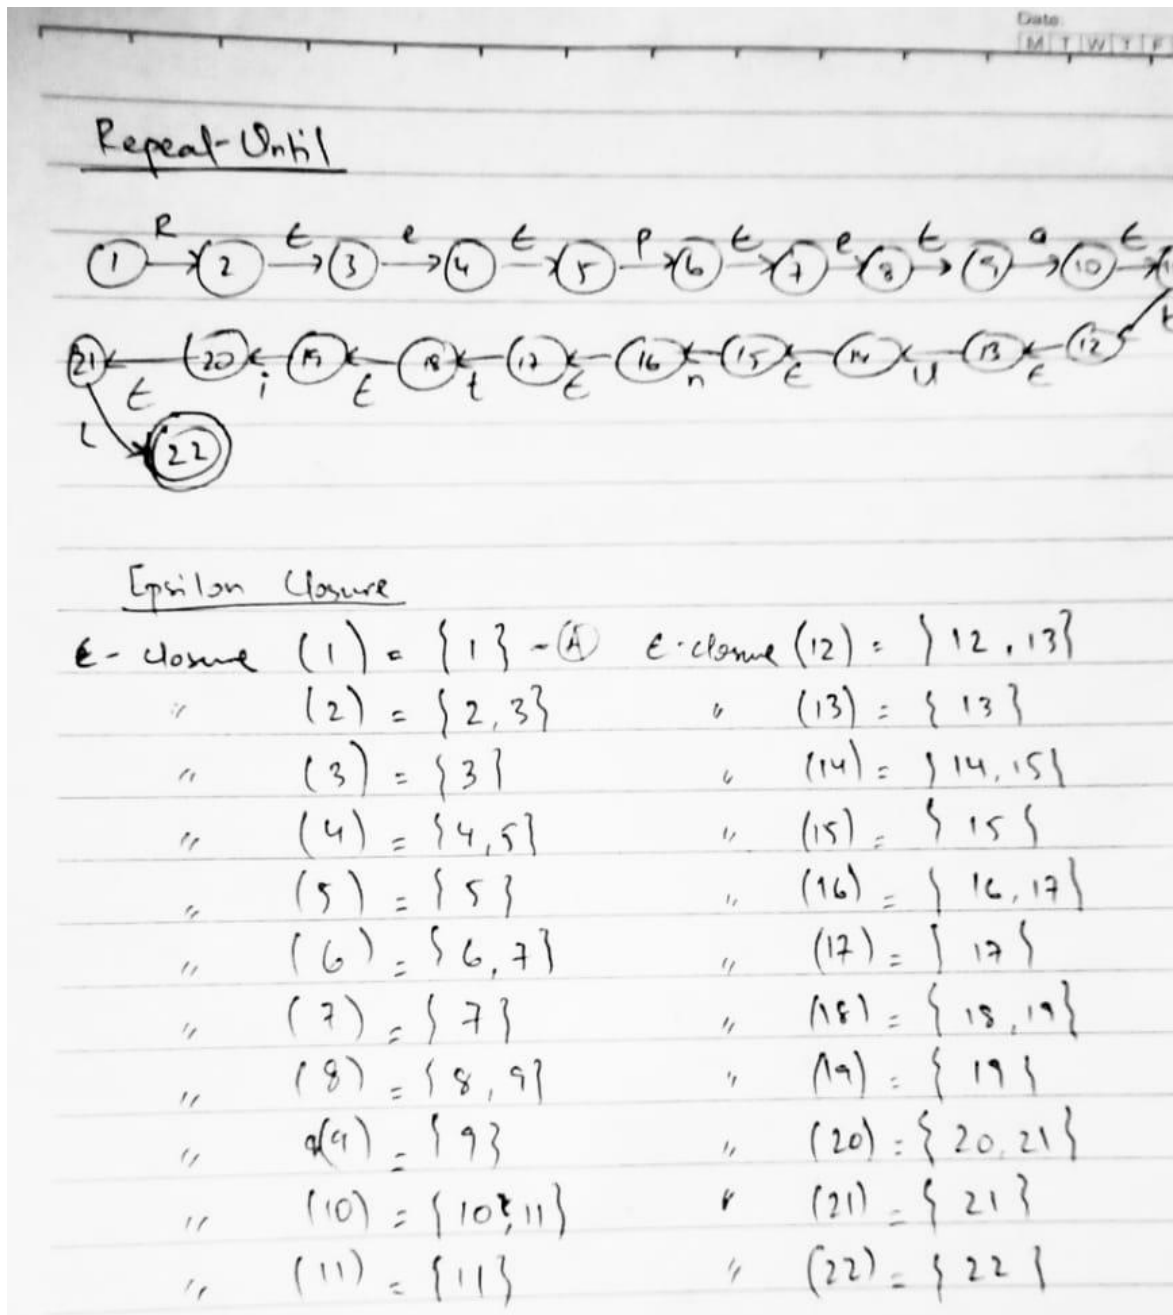 Date:
M T W T F
Repeat-Until
R ε e ε p ε e ε a ε
1 2 3 4 5 6 7 8 9 10 11
21 20 19 18 17 16 15 14 13 12
ε i ε t ε n ε U ε
L
22
Epsilon Closure
ε-closure (1) = {1} - A ε-closure (12) = {12, 13}
" (2) = {2, 3} " (13) = {13}
" (3) = {3} " (14) = {14, 15}
" (4) = {4, 5} " (15) = {15}
" (5) = {5} " (16) = {16, 17}
" (6) = {6, 7} " (17) = {17}
" (7) = {7} " (18) = {18, 19}
" (8) = {8, 9} " (19) = {19}
" (9) = {9} " (20) = {20, 21}
" (10) = {10, 11} " (21) = {21}
" (11) = {11} " (22) = {22}